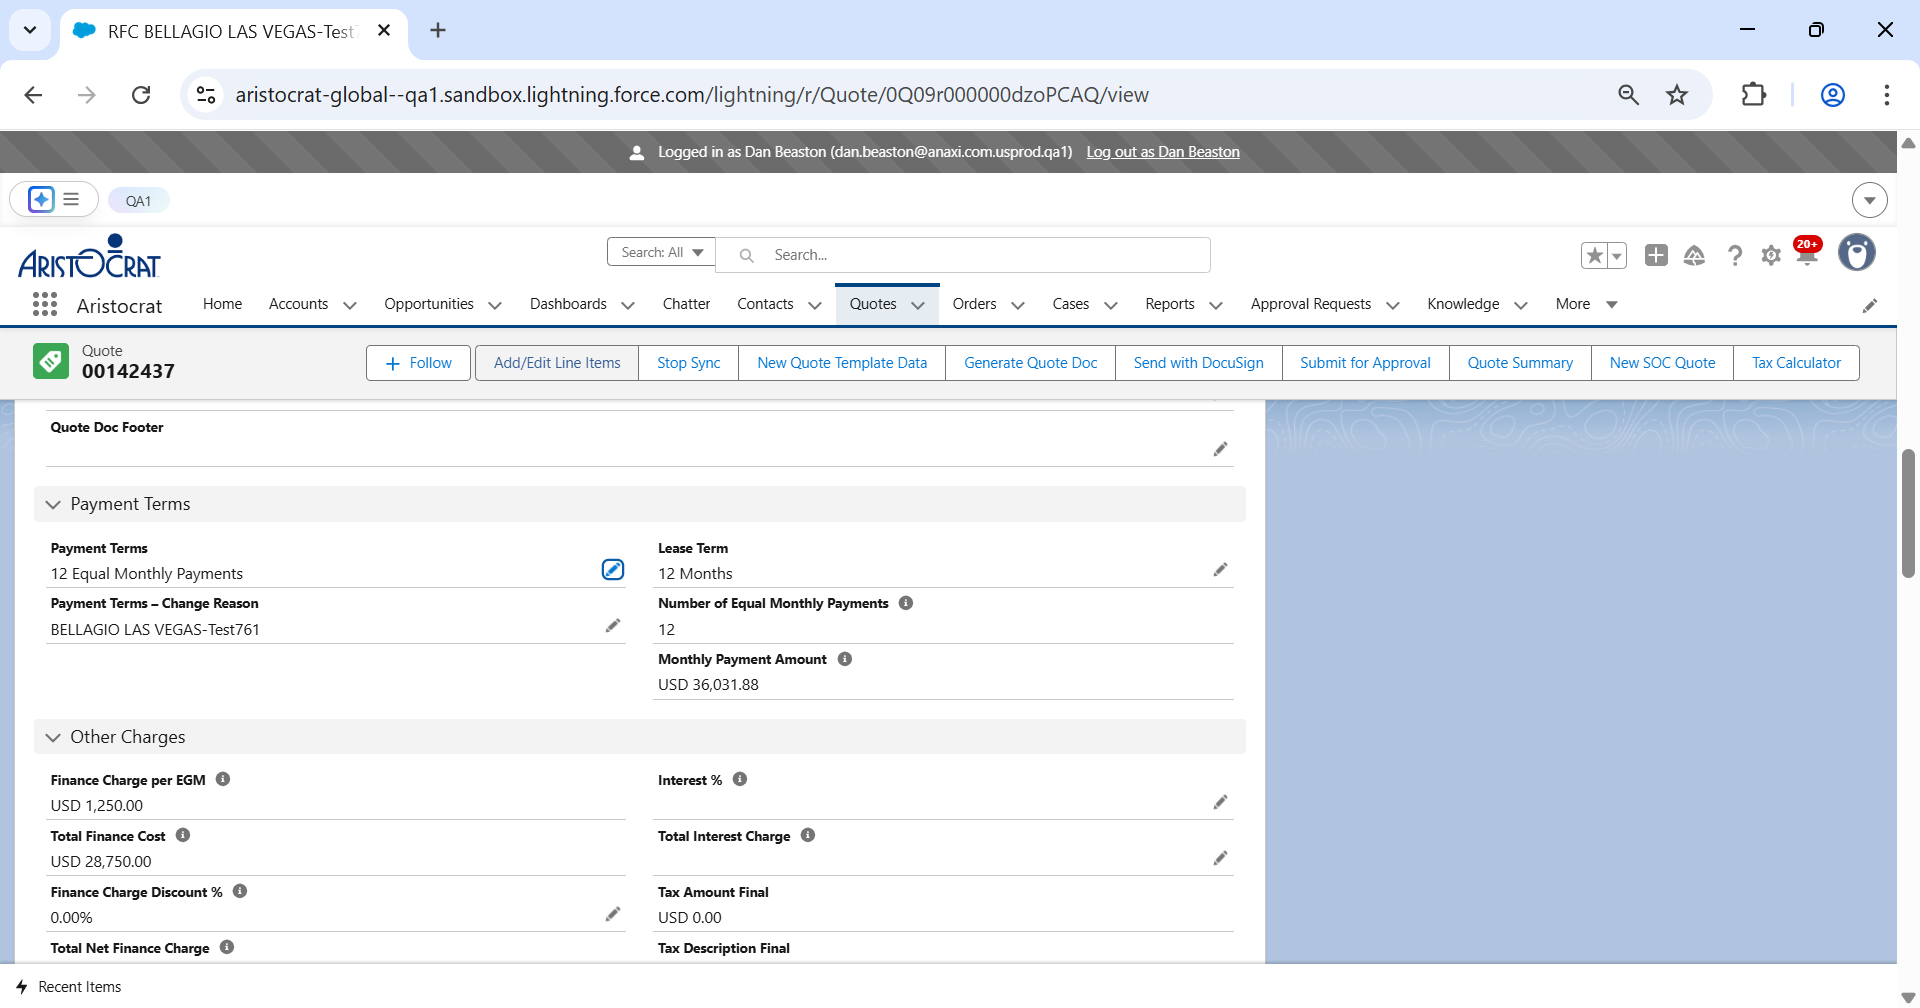 RFC BELLAGIO LAS VEGAS-Test7
aristocrat-global--qa1.sandbox.lightning.force.com/lightning/r/Quote/0Q09r000000dzoPCAQ/view
Logged in as Dan Beaston (dan.beaston@anaxi.com.usprod.qa1) Log out as Dan Beaston
QA1
ARISTOCRAT
Search: All
Search...
20+
Aristocrat
Home Accounts Opportunities Dashboards Chatter Contacts Quotes Orders Cases Reports Approval Requests Knowledge More
Quote
00142437
Follow Add/Edit Line Items Stop Sync New Quote Template Data Generate Quote Doc Send with DocuSign Submit for Approval Quote Summary New SOC Quote Tax Calculator
Quote Doc Footer
Payment Terms
Payment Terms
12 Equal Monthly Payments
Lease Term
12 Months
Payment Terms – Change Reason
BELLAGIO LAS VEGAS-Test761
Number of Equal Monthly Payments
12
Monthly Payment Amount
USD 36,031.88
Other Charges
Finance Charge per EGM
USD 1,250.00
Interest %
Total Finance Cost
USD 28,750.00
Total Interest Charge
Finance Charge Discount %
0.00%
Tax Amount Final
USD 0.00
Total Net Finance Charge
Tax Description Final
Recent Items